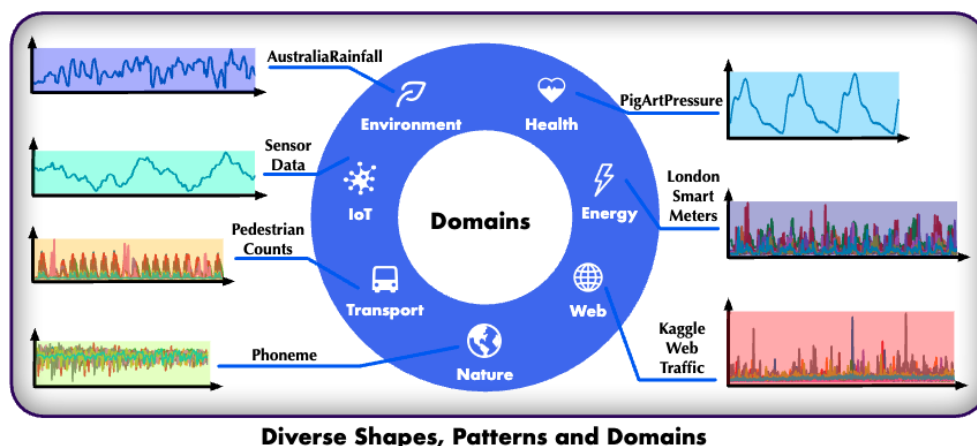 AustraliaRainfall
Environment
Health
PigArtPressure
Sensor
Data
IoT
Domains
Energy
London
Smart
Meters
Pedestrian
Counts
Transport
Web
Kaggle
Web
Traffic
Phoneme
Nature
Diverse Shapes, Patterns and Domains